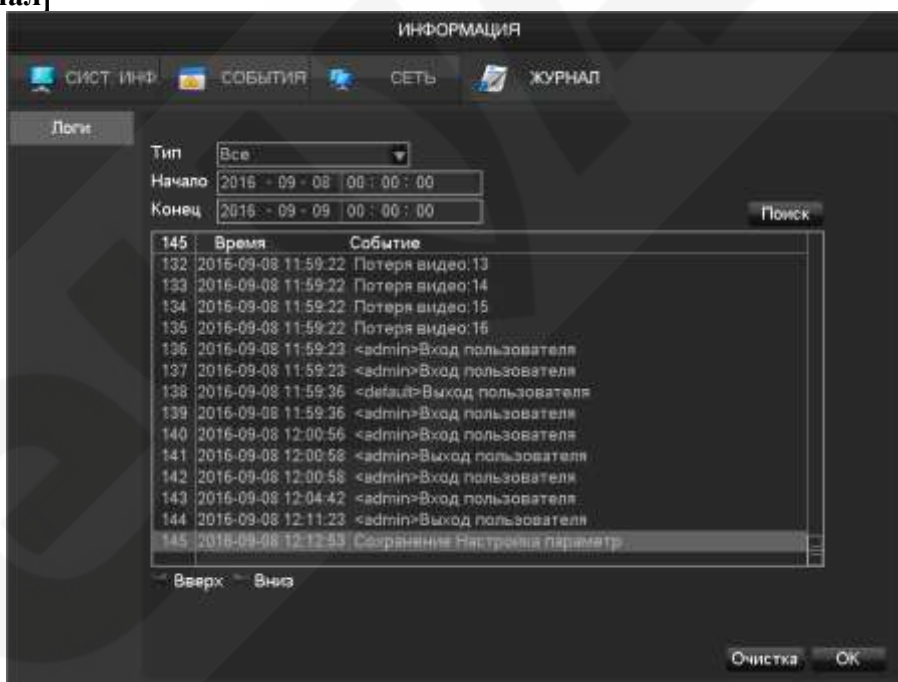 ИНФОРМАЦИЯ
СИСТ. ИНФ. СОБЫТИЯ СЕТЬ ЖУРНАЛ
Логи
Тип Все
Начало 2016 - 09 - 08 00 : 00 : 00
Конец 2016 - 09 - 09 00 : 00 : 00
Поиск
145 Время Событие
132 2016-09-08 11:59:22 Потеря видео:13
133 2016-09-08 11:59:22 Потеря видео:14
134 2016-09-08 11:59:22 Потеря видео:15
135 2016-09-08 11:59:22 Потеря видео:16
136 2016-09-08 11:59:23 <admin>Вход пользователя
137 2016-09-08 11:59:23 <admin>Вход пользователя
138 2016-09-08 11:59:36 <default>Выход пользователя
139 2016-09-08 11:59:36 <admin>Вход пользователя
140 2016-09-08 12:00:56 <admin>Вход пользователя
141 2016-09-08 12:00:58 <admin>Выход пользователя
142 2016-09-08 12:00:58 <admin>Вход пользователя
143 2016-09-08 12:04:42 <admin>Вход пользователя
144 2016-09-08 12:11:23 <admin>Выход пользователя
145 2016-09-08 12:12:53 Сохранение Настройка параметр
Вверх Вниз
Очистка OK